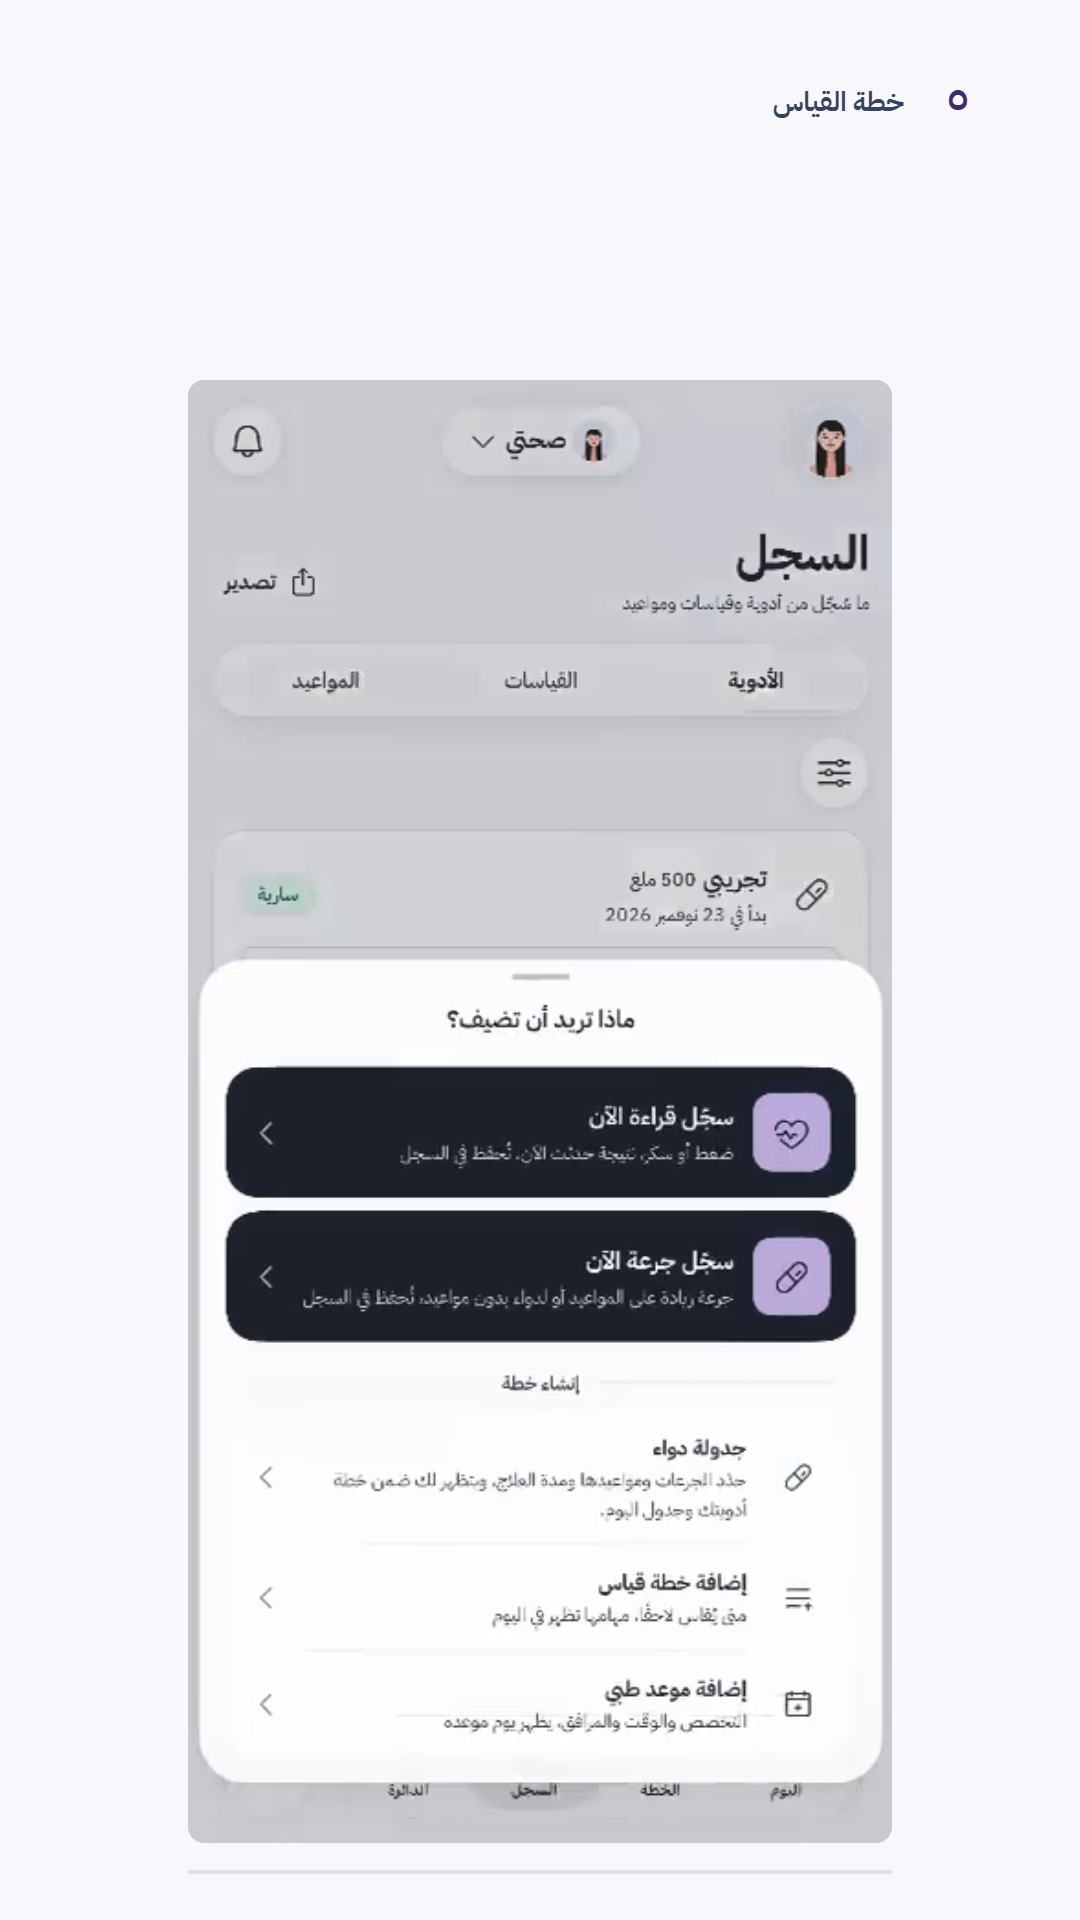 خطة القياس
صحتي
السجل
ما سُجّل من أدوية وقياسات ومواعيد
تصدير
الأدوية
القياسات
المواعيد
تجريبي 500 ملغ
بدأ في 23 نوفمبر 2026
سارية
ماذا تريد أن تضيف؟
سجّل قراءة الآن
ضغط أو سكر، نتيجة حدثت الآن، تُحفظ في السجل
سجّل جرعة الآن
جرعة زيادة على المواعيد أو لدواء بدون مواعيد، تُحفظ في السجل
إنشاء خطة
جدولة دواء
حدّد الجرعات ومواعيدها ومدة العلاج، وبتظهر لك ضمن خطة
أدويتك وجدول اليوم.
إضافة خطة قياس
متى يُقاس لاحقًا، مهامها تظهر في اليوم
إضافة موعد طبي
التخصص والوقت والمرافق، يظهر يوم موعده
اليوم
الخطة
السجل
الدائرة